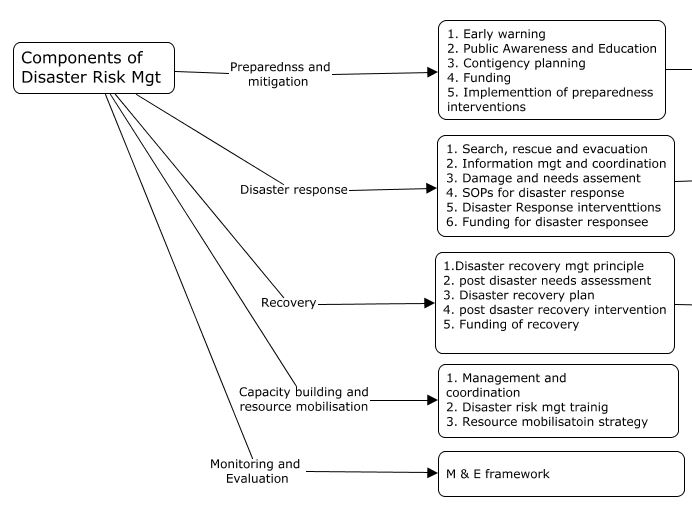 Components of
Disaster Risk Mgt
Preparednss and
mitigation
1. Early warning
2. Public Awareness and Education
3. Contigency planning
4. Funding
5. Implementtion of preparedness
interventions
Disaster response
1. Search, rescue and evacuation
2. Information mgt and coordination
3. Damage and needs assement
4. SOPs for disaster response
5. Disaster Response interventtions
6. Funding for disaster responsee
Recovery
1.Disaster recovery mgt principle
2. post disaster needs assessment
3. Disaster recovery plan
4. post dsaster recovery intervention
5. Funding of recovery
Capacity building and
resource mobilisation
1. Management and
coordination
2. Disaster risk mgt trainig
3. Resource mobilisatoin strategy
Monitoring and
Evaluation
M & E framework